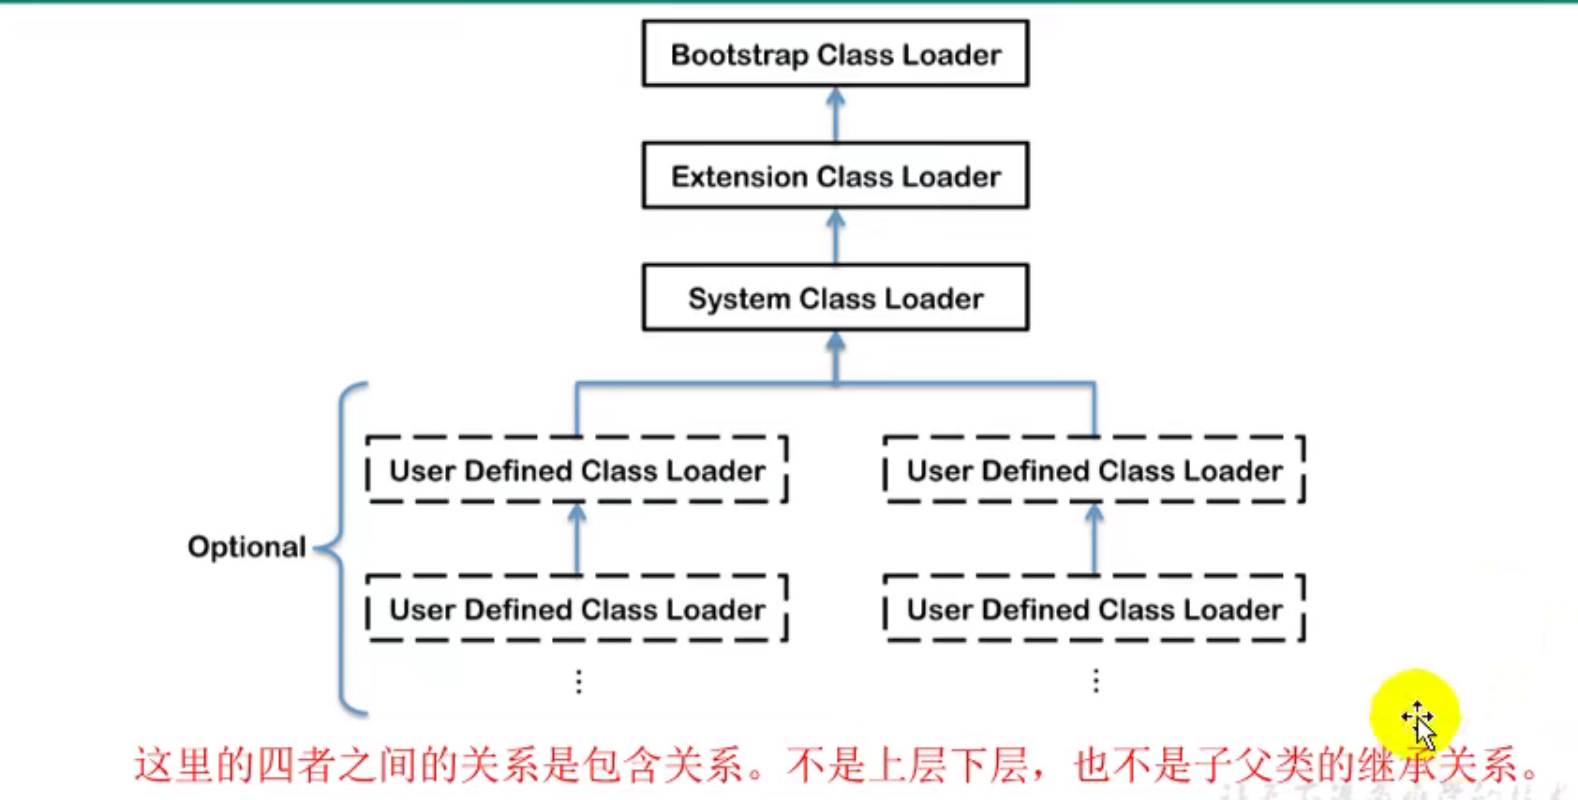 Bootstrap Class Loader
Extension Class Loader
System Class Loader
User Defined Class Loader
User Defined Class Loader
Optional
User Defined Class Loader
User Defined Class Loader
这里的四者之间的关系是包含关系。不是上层下层，也不是子父类的继承关系。